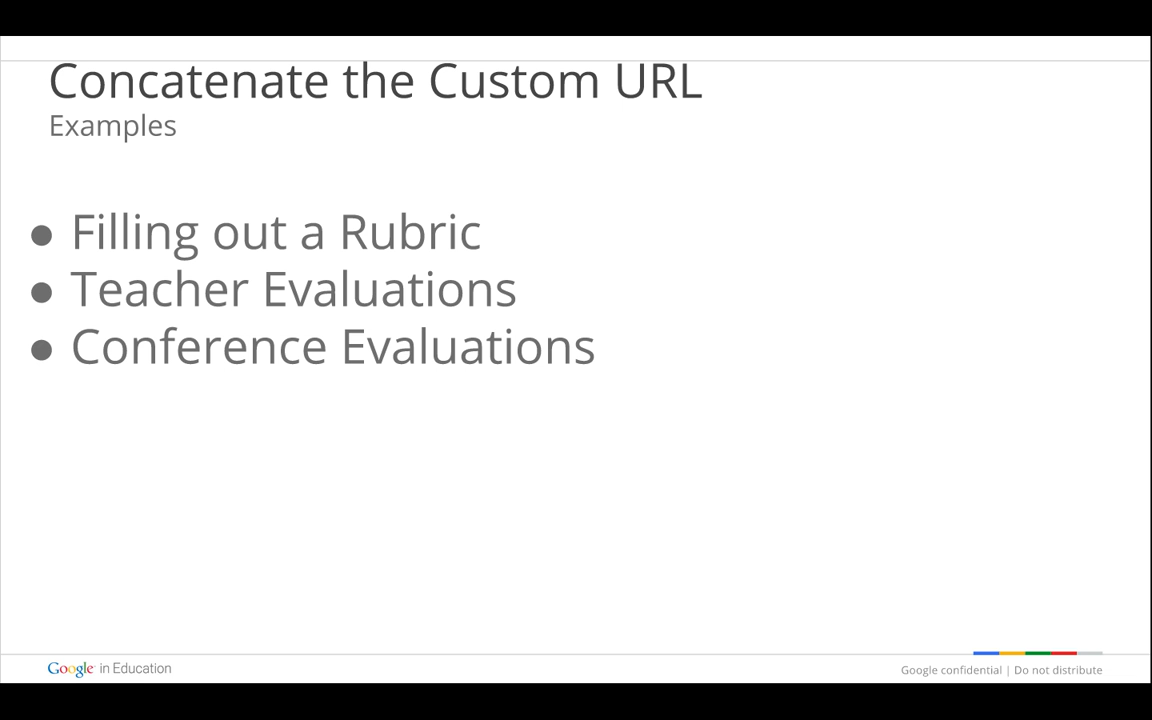 Concatenate the Custom URL
Examples
● Filling out a Rubric
● Teacher Evaluations
● Conference Evaluations
Google in Education
Google confidential | Do not distribute